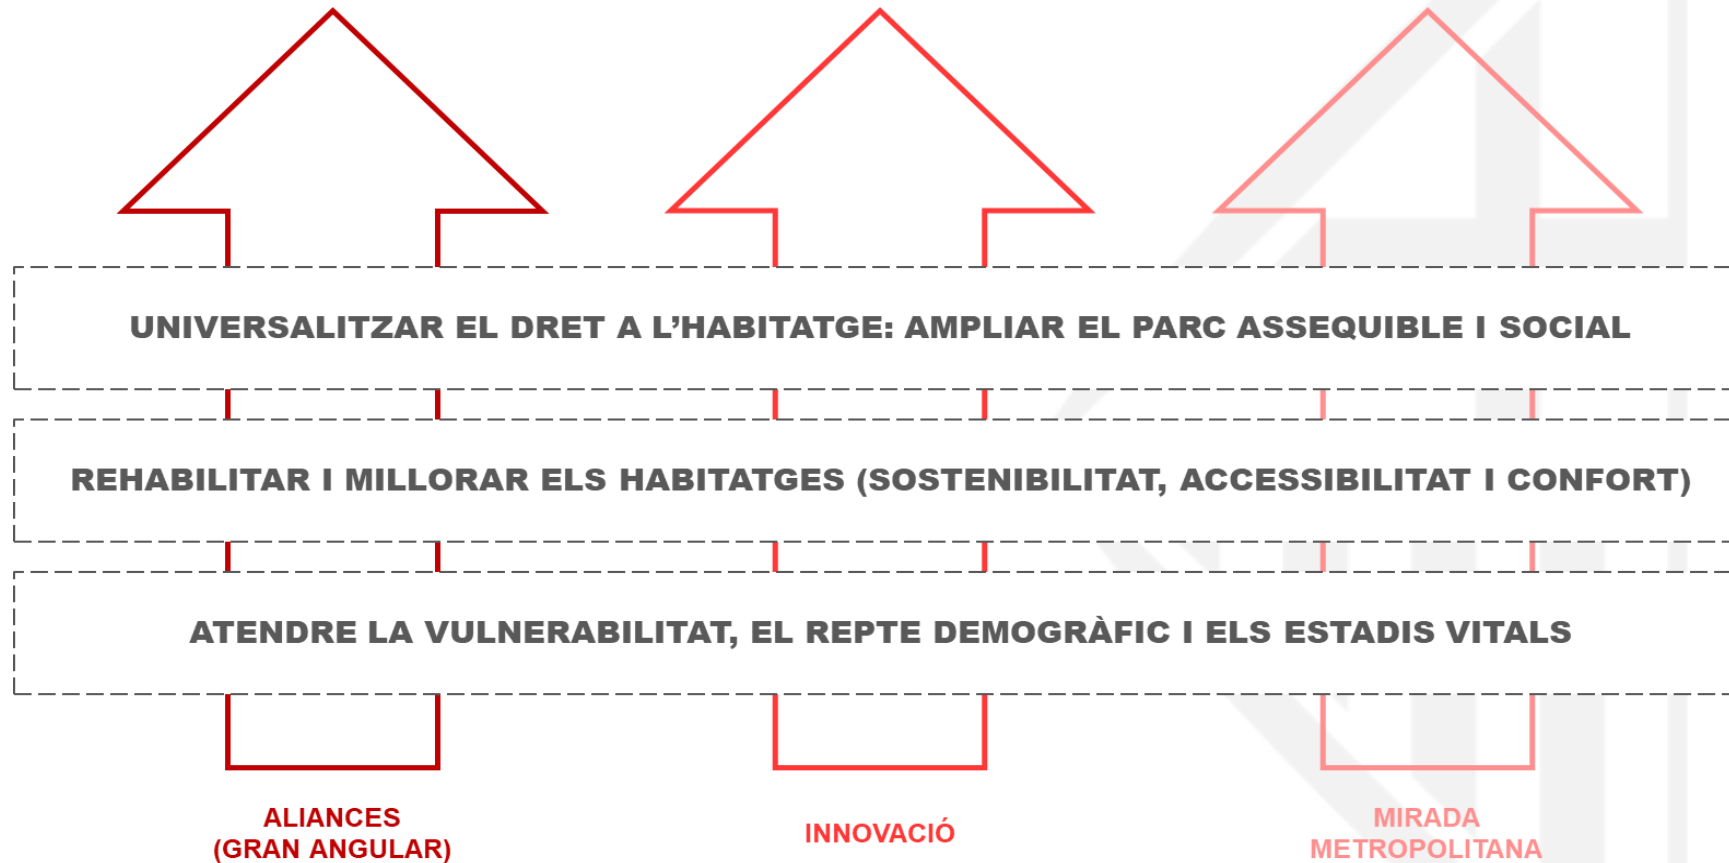 UNIVERSALITZAR EL DRET A L’HABITATGE: AMPLIAR EL PARC ASSEQUIBLE I SOCIAL
REHABILITAR I MILLORAR ELS HABITATGES (SOSTENIBILITAT, ACCESSIBILITAT I CONFORT)
ATENDRE LA VULNERABILITAT, EL REPTE DEMOGRÀFIC I ELS ESTADIS VITALS
ALIANCES
(GRAN ANGULAR)
INNOVACIÓ
MIRADA
METROPOLITANA